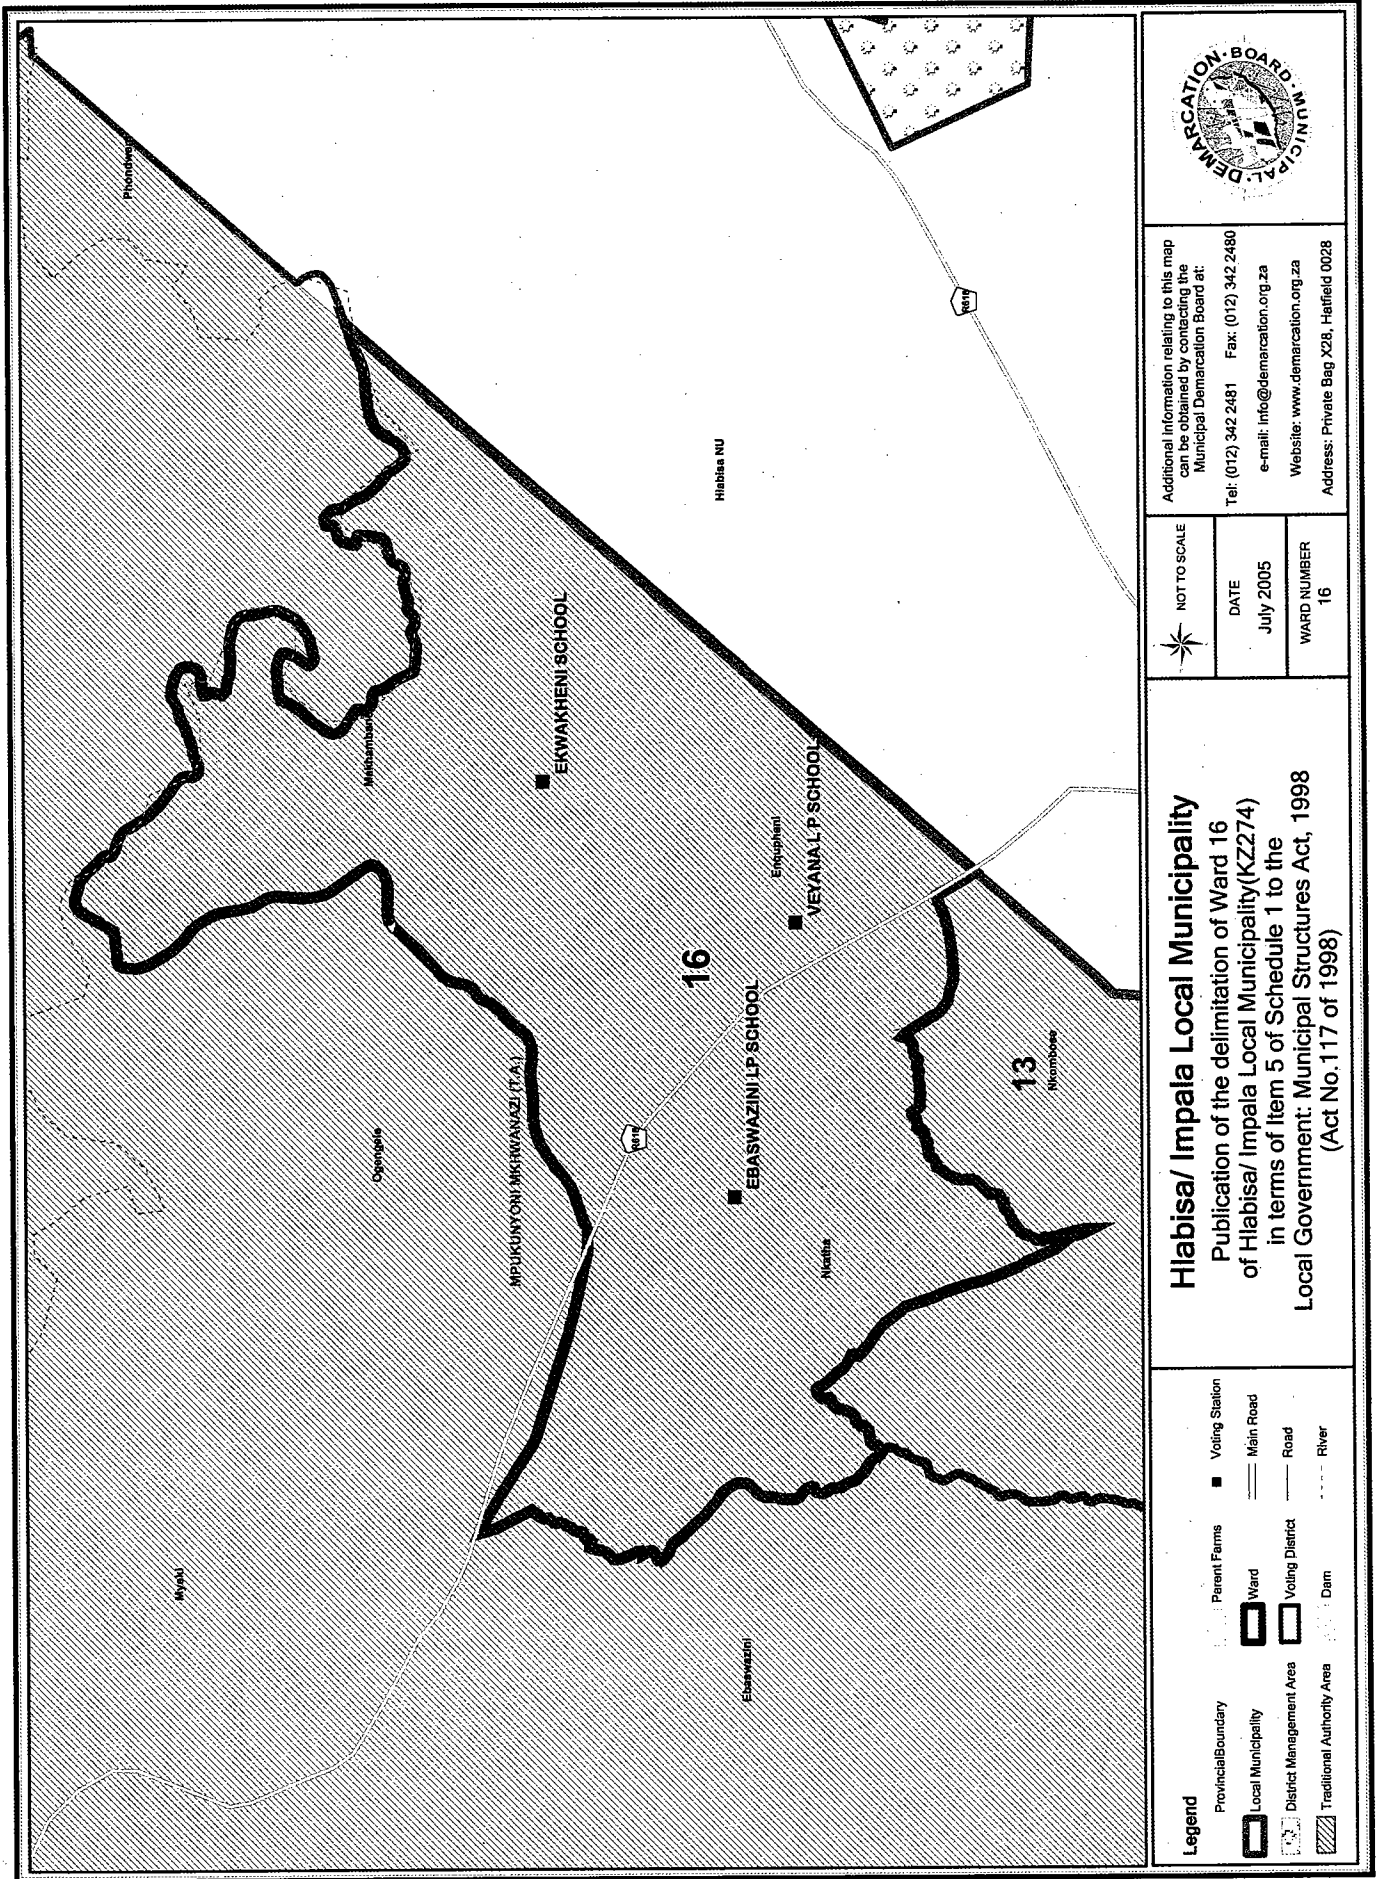 Phondwane
Hlabisa NU
R618
Makhambane
EKWAKHENI SCHOOL
Enqupheni
VEYANA L P SCHOOL
16
EBASWAZINI LP SCHOOL
13
Nkombose
MPUKUNYONI MKHWANAZI (T.A.)
Ogengele
R618
Nkatha
Myeki
Ebaswazini
Legend
ProvincialBoundary
Local Municipality
District Management Area
Traditional Authority Area
Parent Farms
Ward
Voting District
Dam
Voting Station
Main Road
Road
River
Hlabisa/ Impala Local Municipality
Publication of the delimitation of Ward 16
of Hlabisa/ Impala Local Municipality(KZ274)
in terms of Item 5 of Schedule 1 to the
Local Government: Municipal Structures Act, 1998
(Act No.117 of 1998)
NOT TO SCALE
DATE
July 2005
WARD NUMBER
16
Additional information relating to this map
can be obtained by contacting the
Municipal Demarcation Board at:
Tel: (012) 342 2481 Fax: (012) 342 2480
e-mail: info@demarcation.org.za
Website: www.demarcation.org.za
Address: Private Bag X28, Hatfield 0028
MUNICIPAL · DEMARCATION · BOARD ·